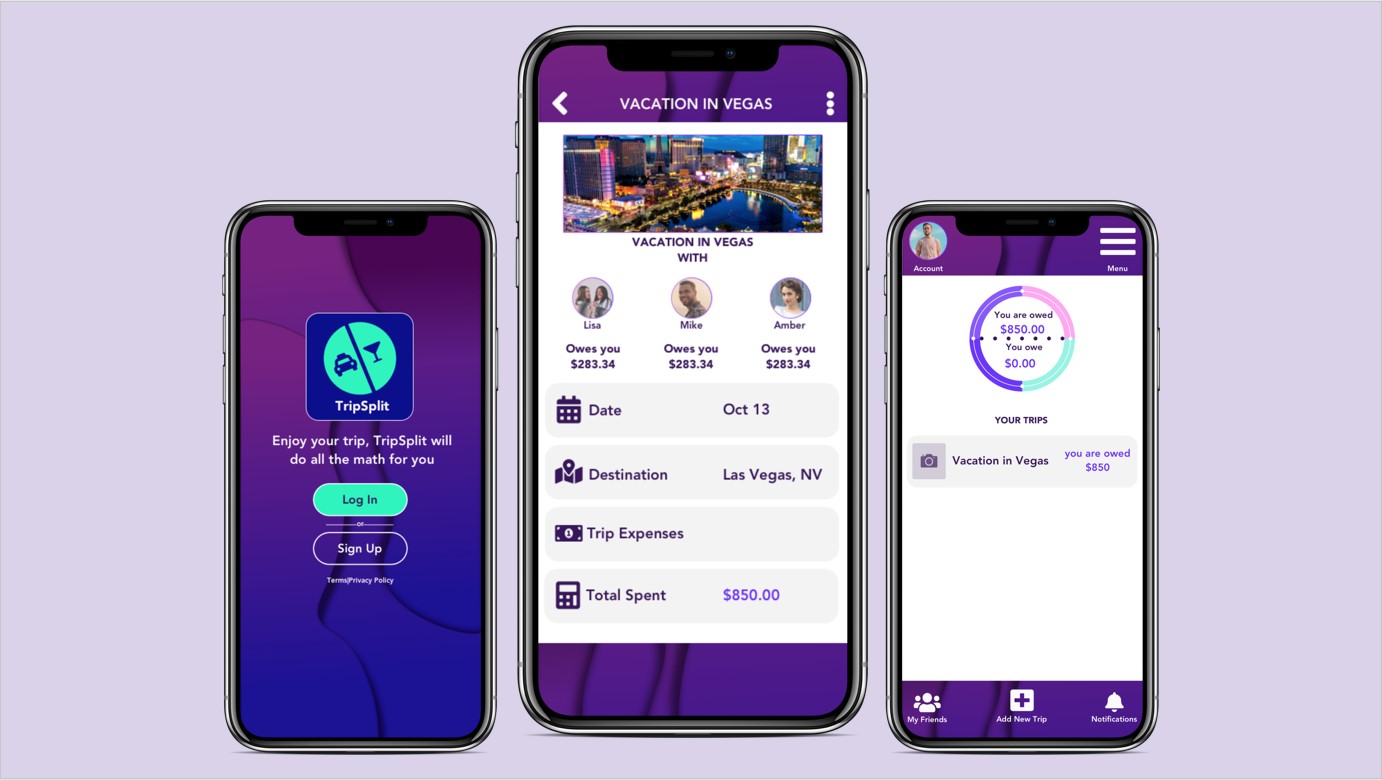 TripSplit
Enjoy your trip, TripSplit will
do all the math for you
Log In
or
Sign Up
Terms|Privacy Policy
VACATION IN VEGAS
VACATION IN VEGAS
WITH
Lisa
Mike
Amber
Owes you
$283.34
Owes you
$283.34
Owes you
$283.34
Date
Oct 13
Destination
Las Vegas, NV
1
Trip Expenses
Total Spent
$850.00
Account
Menu
You are owed
$850.00
You owe
$0.00
YOUR TRIPS
Vacation in Vegas
you are owed
$850
My Friends
Add New Trip
Notifications